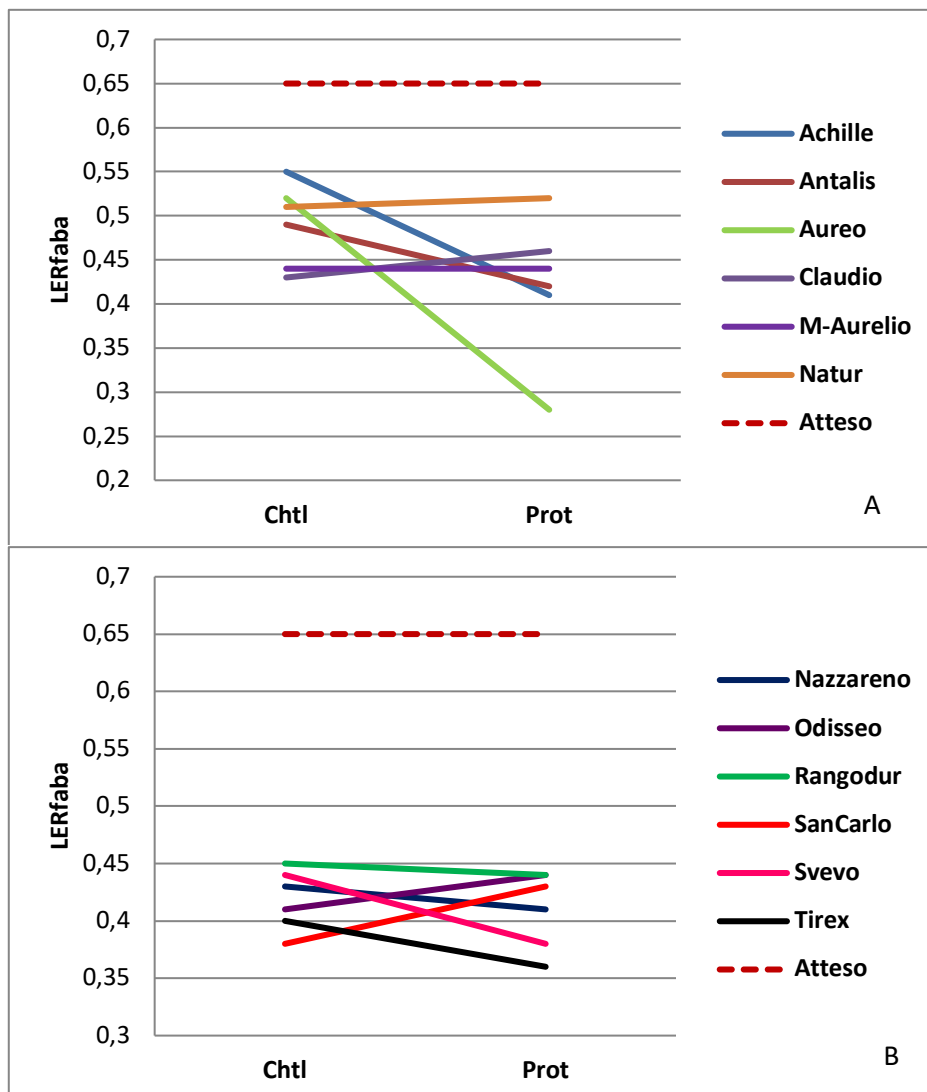 0,7
0,65
0,6
0,55
0,5
0,45
0,4
0,35
0,3
0,25
0,2
LERfaba
Chtl
Prot
Achille
Antalis
Aureo
Claudio
M-Aurelio
Natur
Atteso
A
0,7
0,65
0,6
0,55
0,5
0,45
0,4
0,35
0,3
LERfaba
Chtl
Prot
Nazzareno
Odisseo
Rangodur
SanCarlo
Svevo
Tirex
Atteso
B